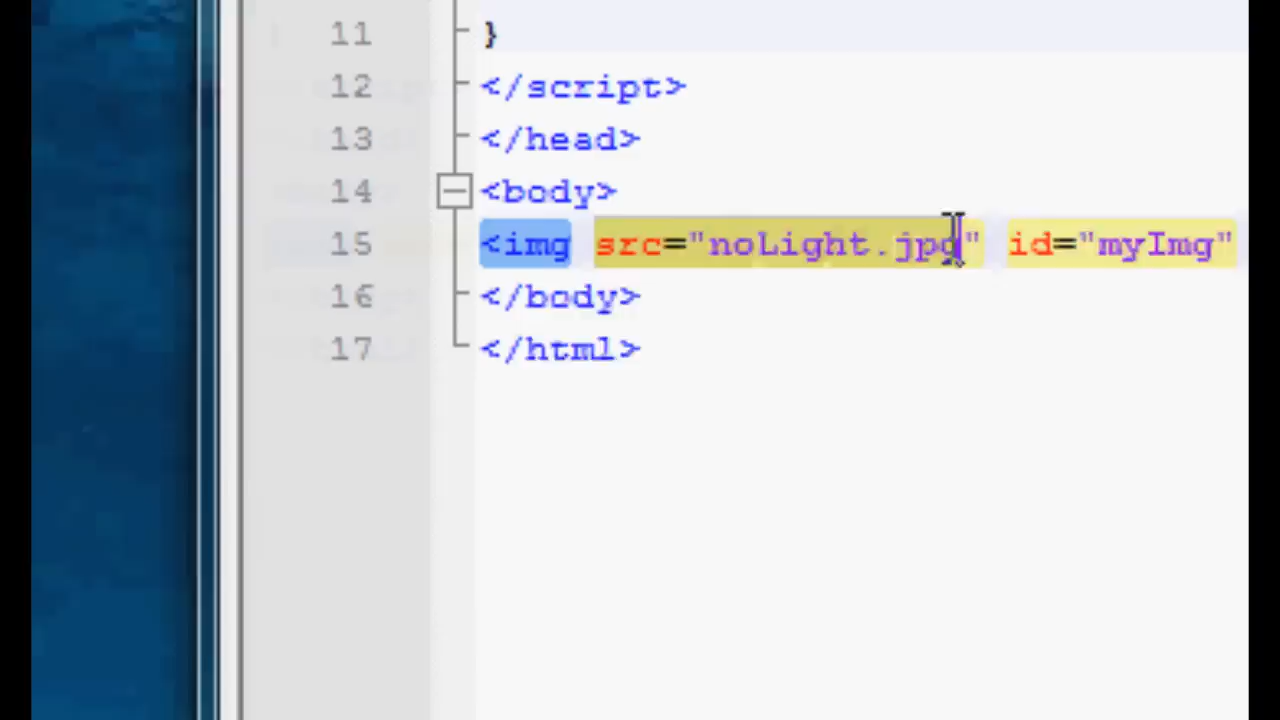 11 }
12 </script>
13 </head>
14 <body>
15 <img src="noLight.jpg" id="myImg"
16 </body>
17 </html>